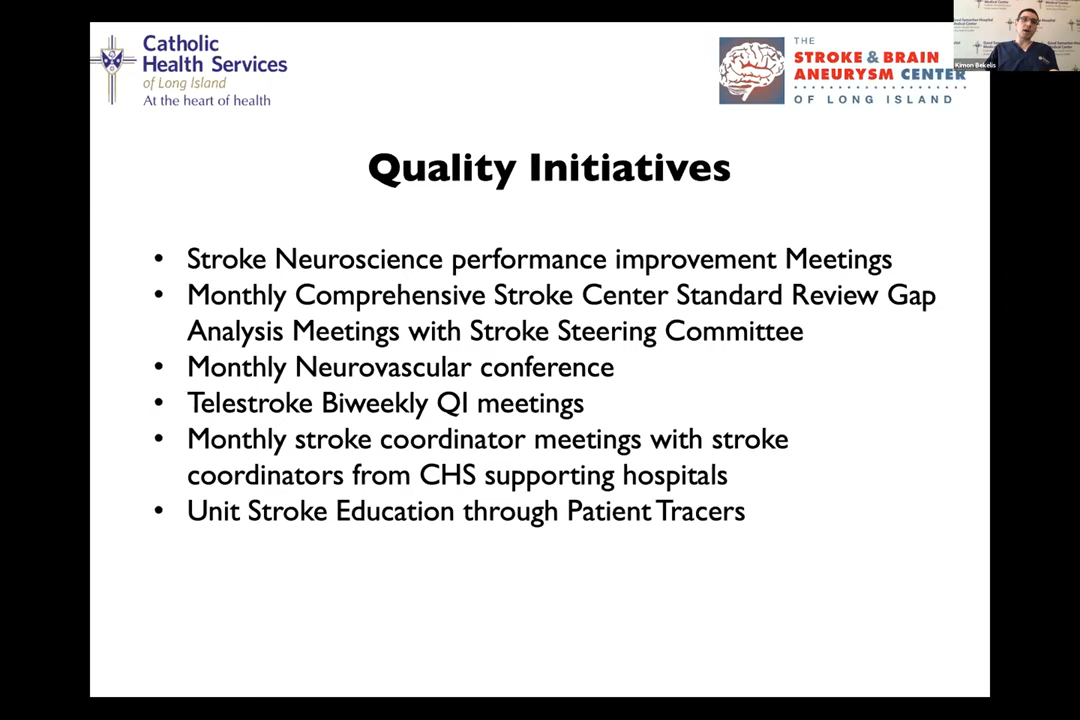 Catholic
Health Services
of Long Island
At the heart of health
THE
STROKE & BRAIN
ANEURYSM CENTER
OF LONG ISLAND
Kimon Bekelis
Quality Initiatives
• Stroke Neuroscience performance improvement Meetings
• Monthly Comprehensive Stroke Center Standard Review Gap
Analysis Meetings with Stroke Steering Committee
• Monthly Neurovascular conference
• Telestroke Biweekly QI meetings
• Monthly stroke coordinator meetings with stroke
coordinators from CHS supporting hospitals
• Unit Stroke Education through Patient Tracers